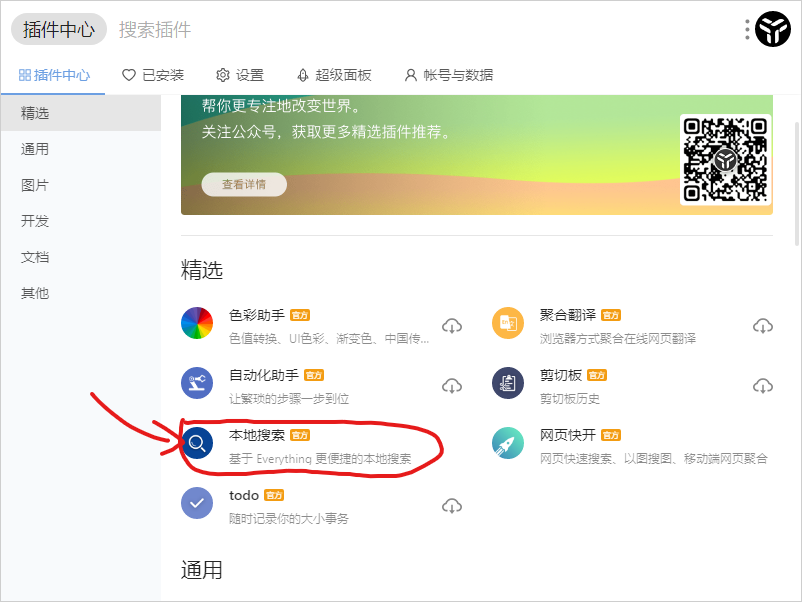 插件中心 搜索插件
插件中心 已安装 设置 超级面板 帐号与数据
精选
通用
图片
开发
文档
其他
帮你更专注地改变世界。
关注公众号，获取更多精选插件推荐。
查看详情
精选
色彩助手 官方
色值转换、UI色彩、渐变色、中国传...
聚合翻译 官方
浏览器方式聚合在线网页翻译
自动化助手 官方
让繁琐的步骤一步到位
剪切板 官方
剪切板历史
本地搜索 官方
基于 Everything 更便捷的本地搜索
网页快开 官方
网页快速搜索、以图搜图、移动端网页聚合
todo 官方
随时记录你的大小事务
通用